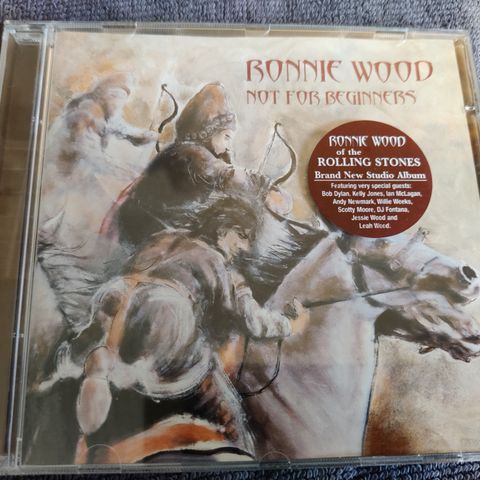 RONNIE WOOD
NOT FOR BEGINNERS
RONNIE WOOD
of the
ROLLING STONES
Brand New Studio Album
Featuring very special guests:
Bob Dylan, Kelly Jones, Ian McLagan,
Andy Newmark, Willie Weeks,
Scotty Moore, DJ Fontana,
Jessie Wood and
Leah Wood.